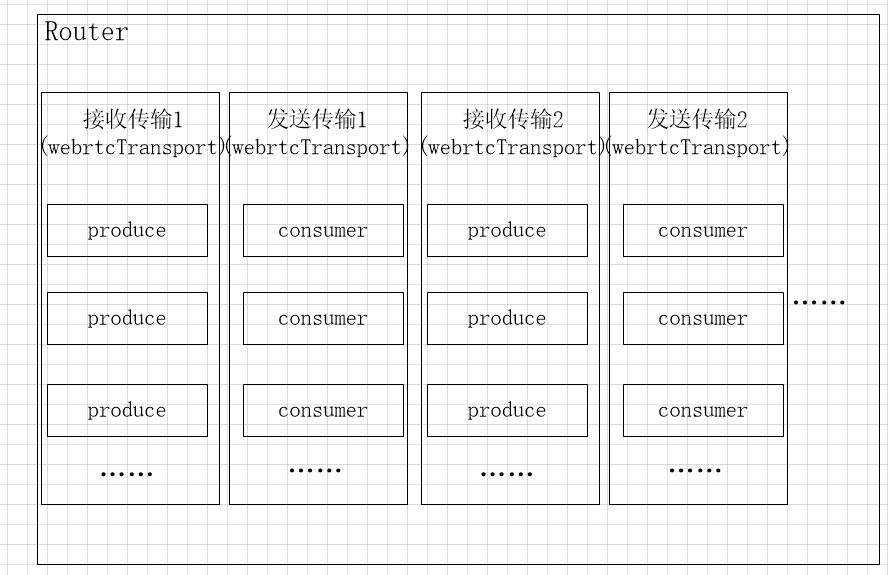 Router
接收传输1
(webrtcTransport)
发送传输1
(webrtcTransport)
接收传输2
(webrtcTransport)
发送传输2
(webrtcTransport)
produce
consumer
produce
consumer
produce
consumer
produce
consumer
……
produce
consumer
produce
consumer
……
……
……
……